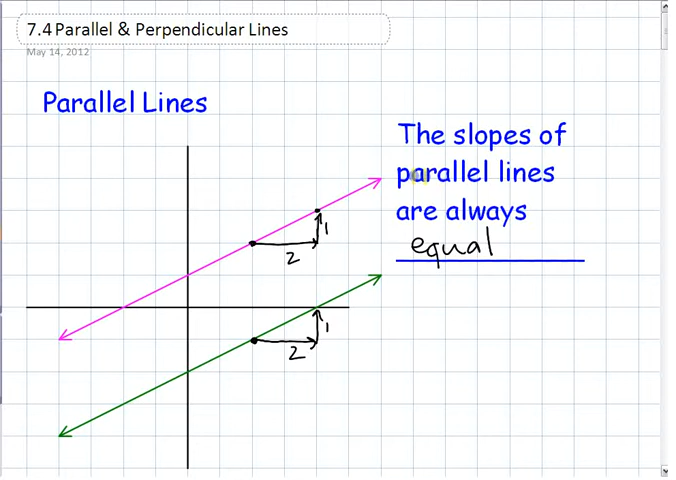 7.4 Parallel & Perpendicular Lines
May 14, 2012
Parallel Lines
The slopes of
parallel lines
are always
equal
1
2
1
2